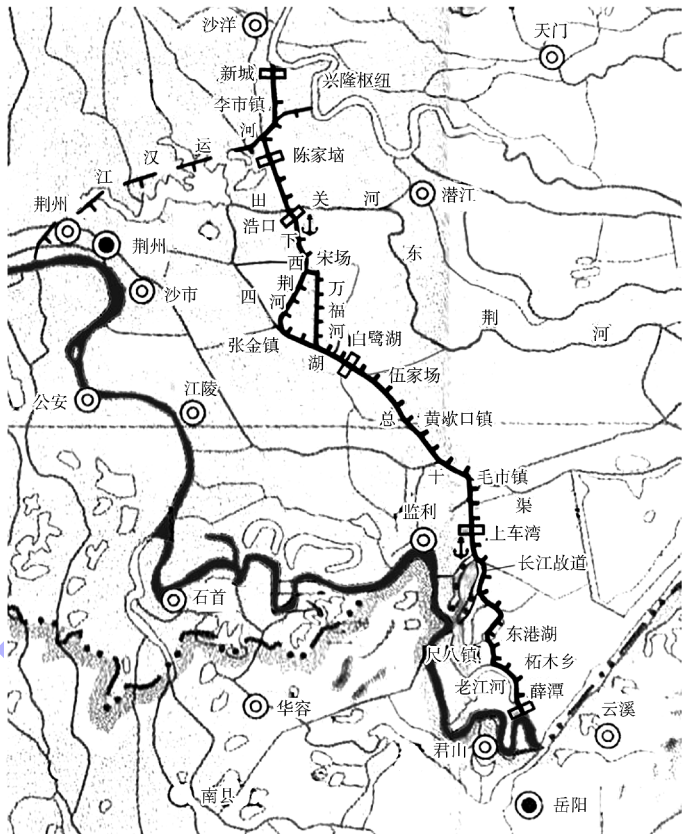 沙洋
天门
新城
兴隆枢纽
李市镇
江汉运河
陈家垴
荆州
田关河
潜江
浩口
荆州
下西荆河
宋场
东荆河
沙市
四湖总干渠
万福河
张金镇
白鹭湖
伍家场
公安
江陵
黄歇口镇
毛市镇
监利
上车湾
长江故道
石首
东港湖
尺八镇
柘木乡
老江河
薛潭
华容
云溪
君山
南县
岳阳